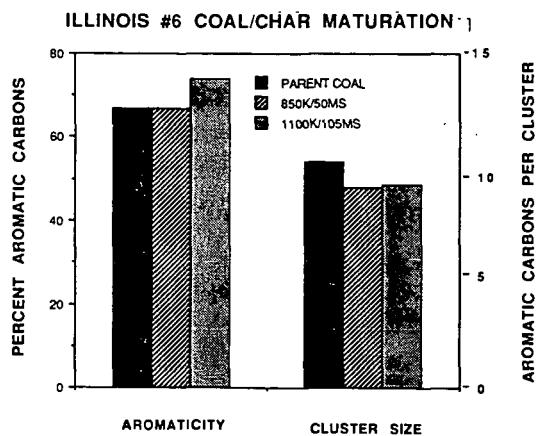 ILLINOIS #6 COAL/CHAR MATURATION
PERCENT AROMATIC CARBONS
80
60
40
20
0
PARENT COAL
850K/50MS
1100K/105MS
15
10
5
0
AROMATIC CARBONS PER CLUSTER
AROMATICITY
CLUSTER SIZE